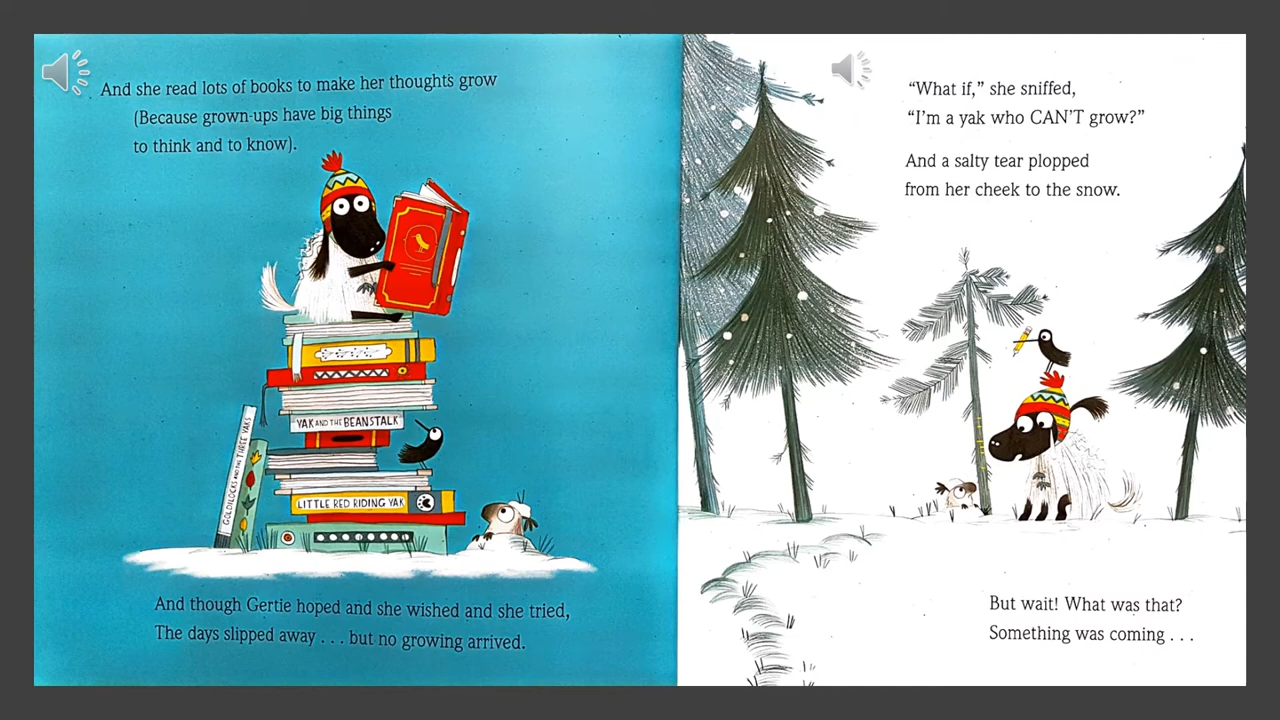 And she read lots of books to make her thoughts grow
(Because grown-ups have big things
to think and to know).
YAK AND THE BEANSTALK
GOLDILOCKS AND THE THREE YAKS
LITTLE RED RIDING YAK
And though Gertie hoped and she wished and she tried,
The days slipped away . . . but no growing arrived.
“What if,” she sniffed,
“I’m a yak who CAN’T grow?”
And a salty tear plopped
from her cheek to the snow.
But wait! What was that?
Something was coming . . .